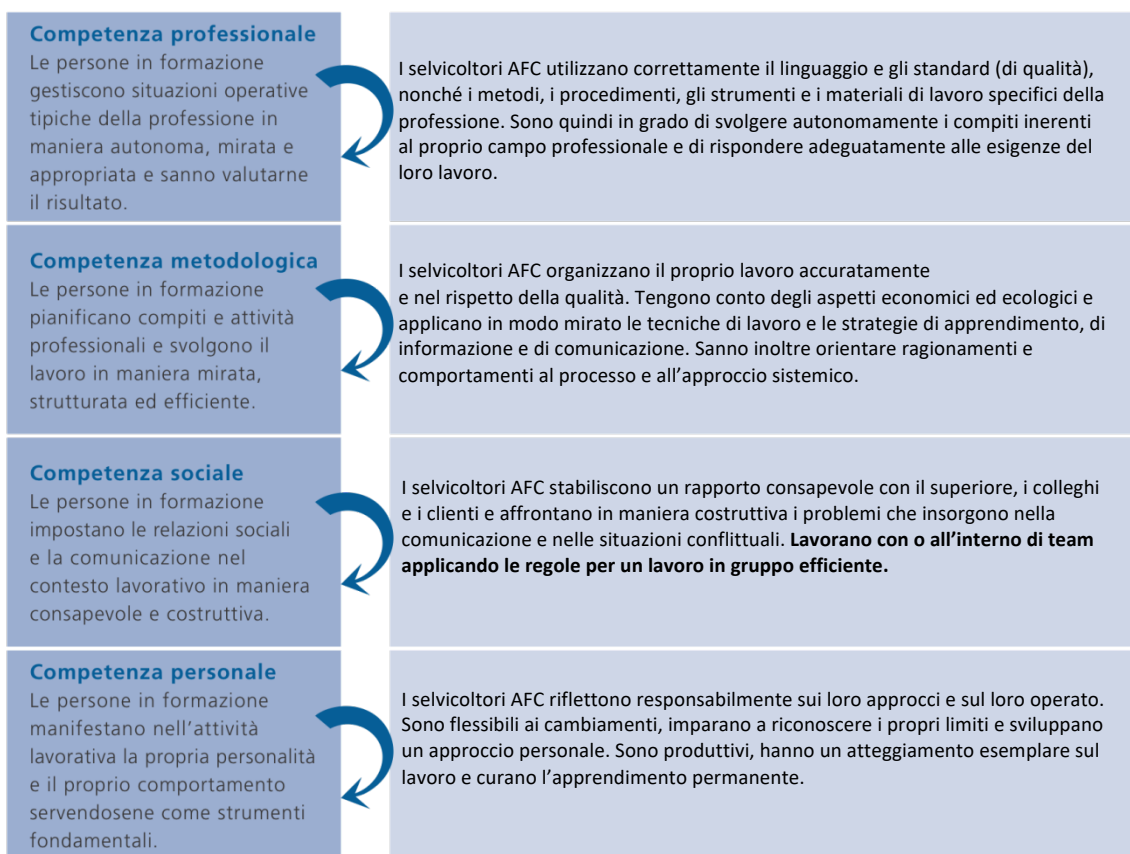 Competenza professionale
Le persone in formazione
gestiscono situazioni operative
tipiche della professione in
maniera autonoma, mirata e
appropriata e sanno valutarne
il risultato.
I selvicoltori AFC utilizzano correttamente il linguaggio e gli standard (di qualità),
nonché i metodi, i procedimenti, gli strumenti e i materiali di lavoro specifici della
professione. Sono quindi in grado di svolgere autonomamente i compiti inerenti
al proprio campo professionale e di rispondere adeguatamente alle esigenze del
loro lavoro.
Competenza metodologica
Le persone in formazione
pianificano compiti e attività
professionali e svolgono il
lavoro in maniera mirata,
strutturata ed efficiente.
I selvicoltori AFC organizzano il proprio lavoro accuratamente
e nel rispetto della qualità. Tengono conto degli aspetti economici ed ecologici e
applicano in modo mirato le tecniche di lavoro e le strategie di apprendimento, di
informazione e di comunicazione. Sanno inoltre orientare ragionamenti e
comportamenti al processo e all’approccio sistemico.
Competenza sociale
Le persone in formazione
impostano le relazioni sociali
e la comunicazione nel
contesto lavorativo in maniera
consapevole e costruttiva.
I selvicoltori AFC stabiliscono un rapporto consapevole con il superiore, i colleghi
e i clienti e affrontano in maniera costruttiva i problemi che insorgono nella
comunicazione e nelle situazioni conflittuali. Lavorano con o all’interno di team
applicando le regole per un lavoro in gruppo efficiente.
Competenza personale
Le persone in formazione
manifestano nell’attività
lavorativa la propria personalità
e il proprio comportamento
servendosene come strumenti
fondamentali.
I selvicoltori AFC riflettono responsabilmente sui loro approcci e sul loro operato.
Sono flessibili ai cambiamenti, imparano a riconoscere i propri limiti e sviluppano
un approccio personale. Sono produttivi, hanno un atteggiamento esemplare sul
lavoro e curano l’apprendimento permanente.